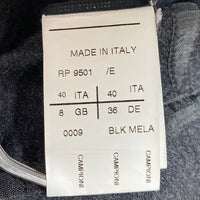 MADE IN ITALY
RP 9501 /E
40 ITA 40 ITA
8 GB 36 DE
0009 BLK MELA
CAMPIONI CAMPIONI CAMPIONI